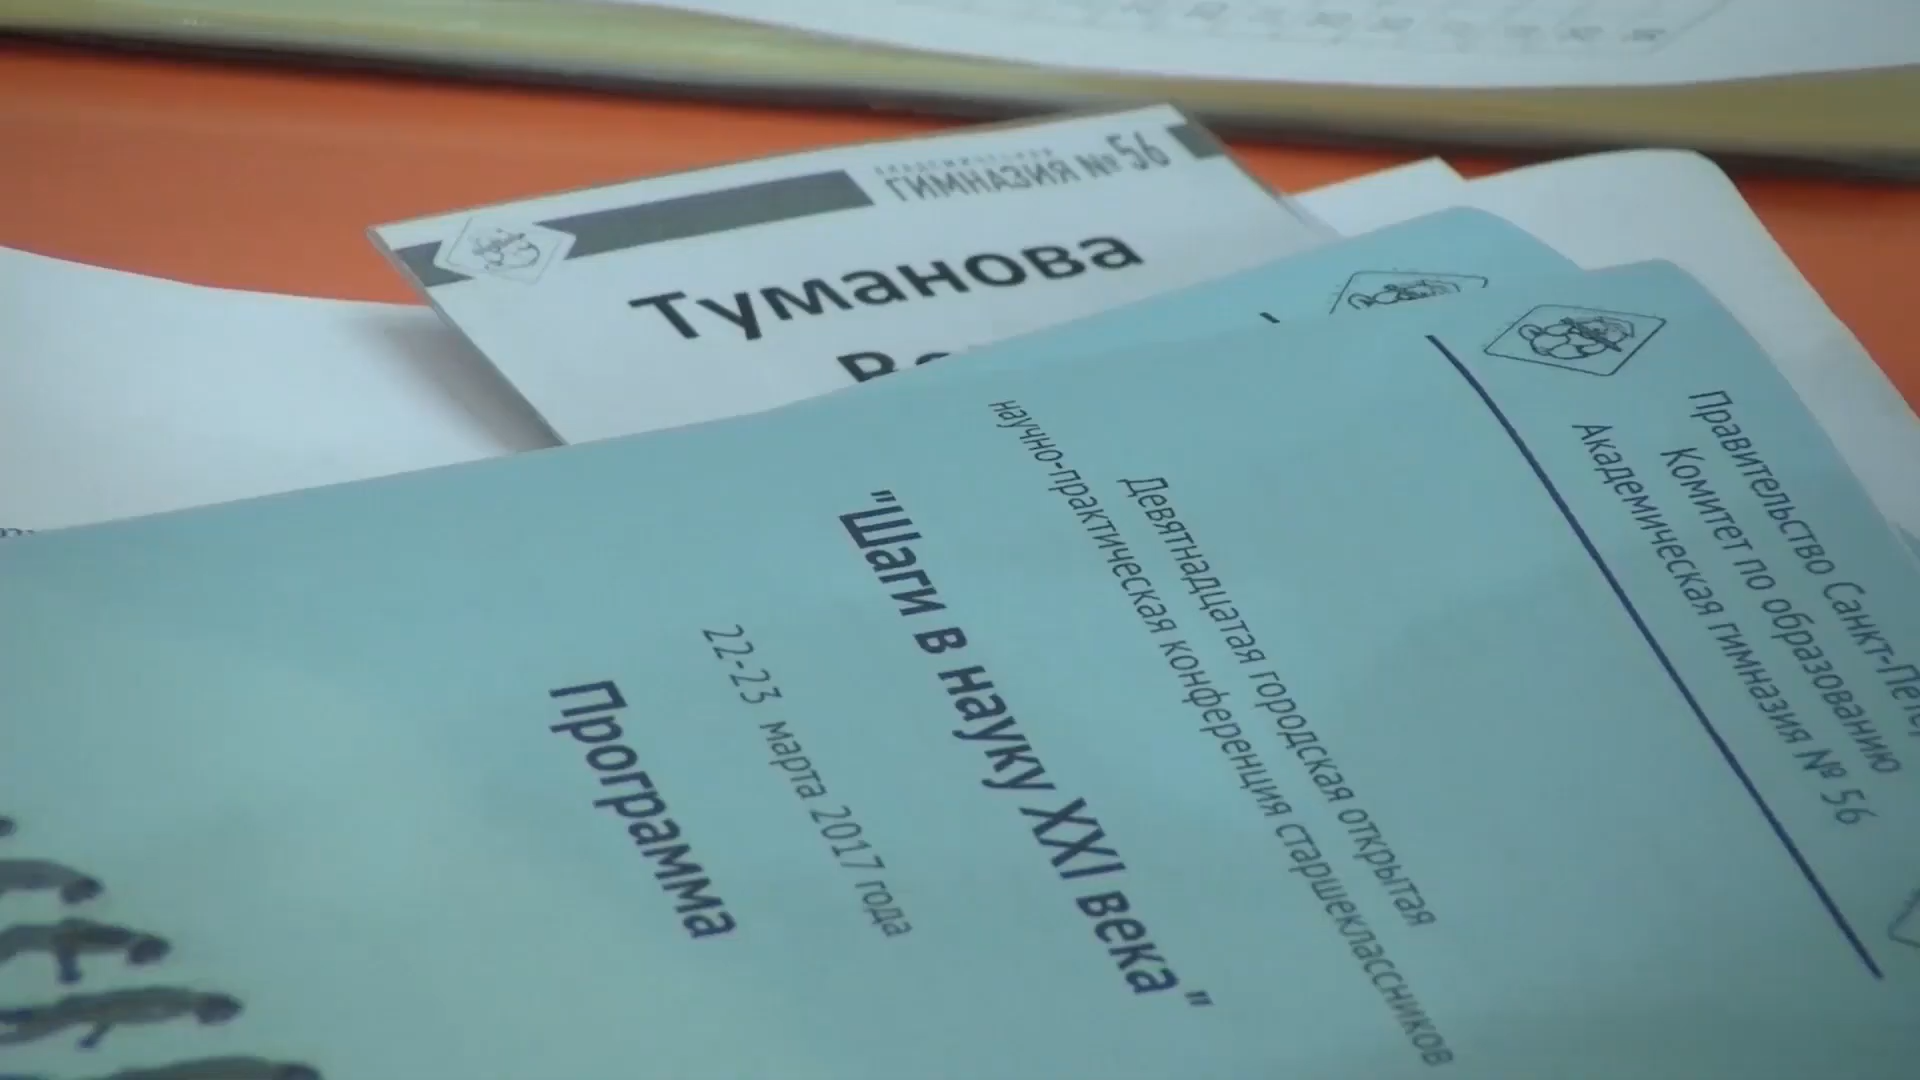 АКАДЕМИЧЕСКАЯ
ГИМНАЗИЯ № 56
Туманова
Правительство Санкт-Петер
Комитет по образованию
Академическая гимназия № 56
Девятнадцатая городская открытая
научно-практическая конференция старшеклассников
"Шаги в науку XXI века"
22-23 марта 2017 года
Программа